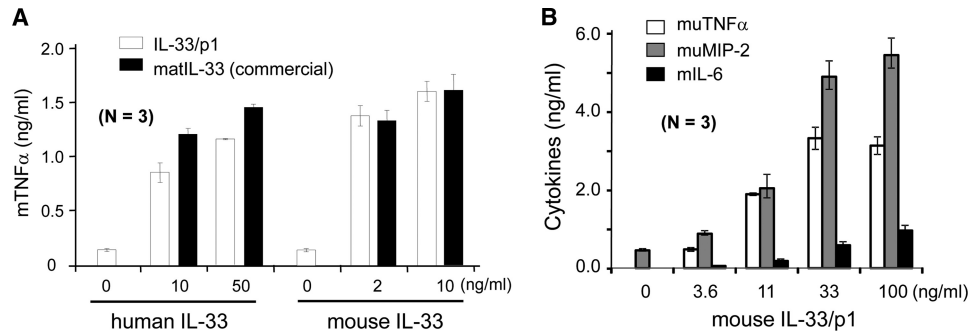 A
mTNFα (ng/ml)
2.0
1.5
1.0
0.5
0
IL-33/p1
matIL-33 (commercial)
(N = 3)
0 10 50 0 2 10 (ng/ml)
human IL-33 mouse IL-33
B
Cytokines (ng/ml)
6.0
4.0
2.0
0.0
muTNFα
muMIP-2
mIL-6
(N = 3)
0 3.6 11 33 100 (ng/ml)
mouse IL-33/p1